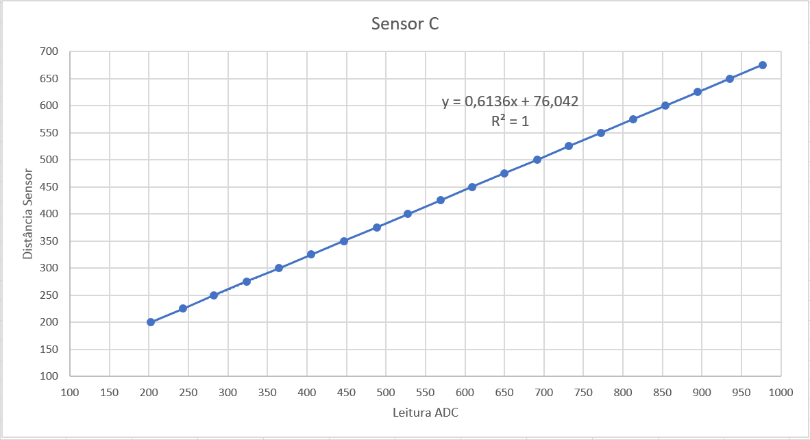 Sensor C
700
650
600
550
500
450
400
350
300
250
200
150
100
Distância Sensor
y = 0,6136x + 76,042
R² = 1
100 150 200 250 300 350 400 450 500 550 600 650 700 750 800 850 900 950 1000
Leitura ADC